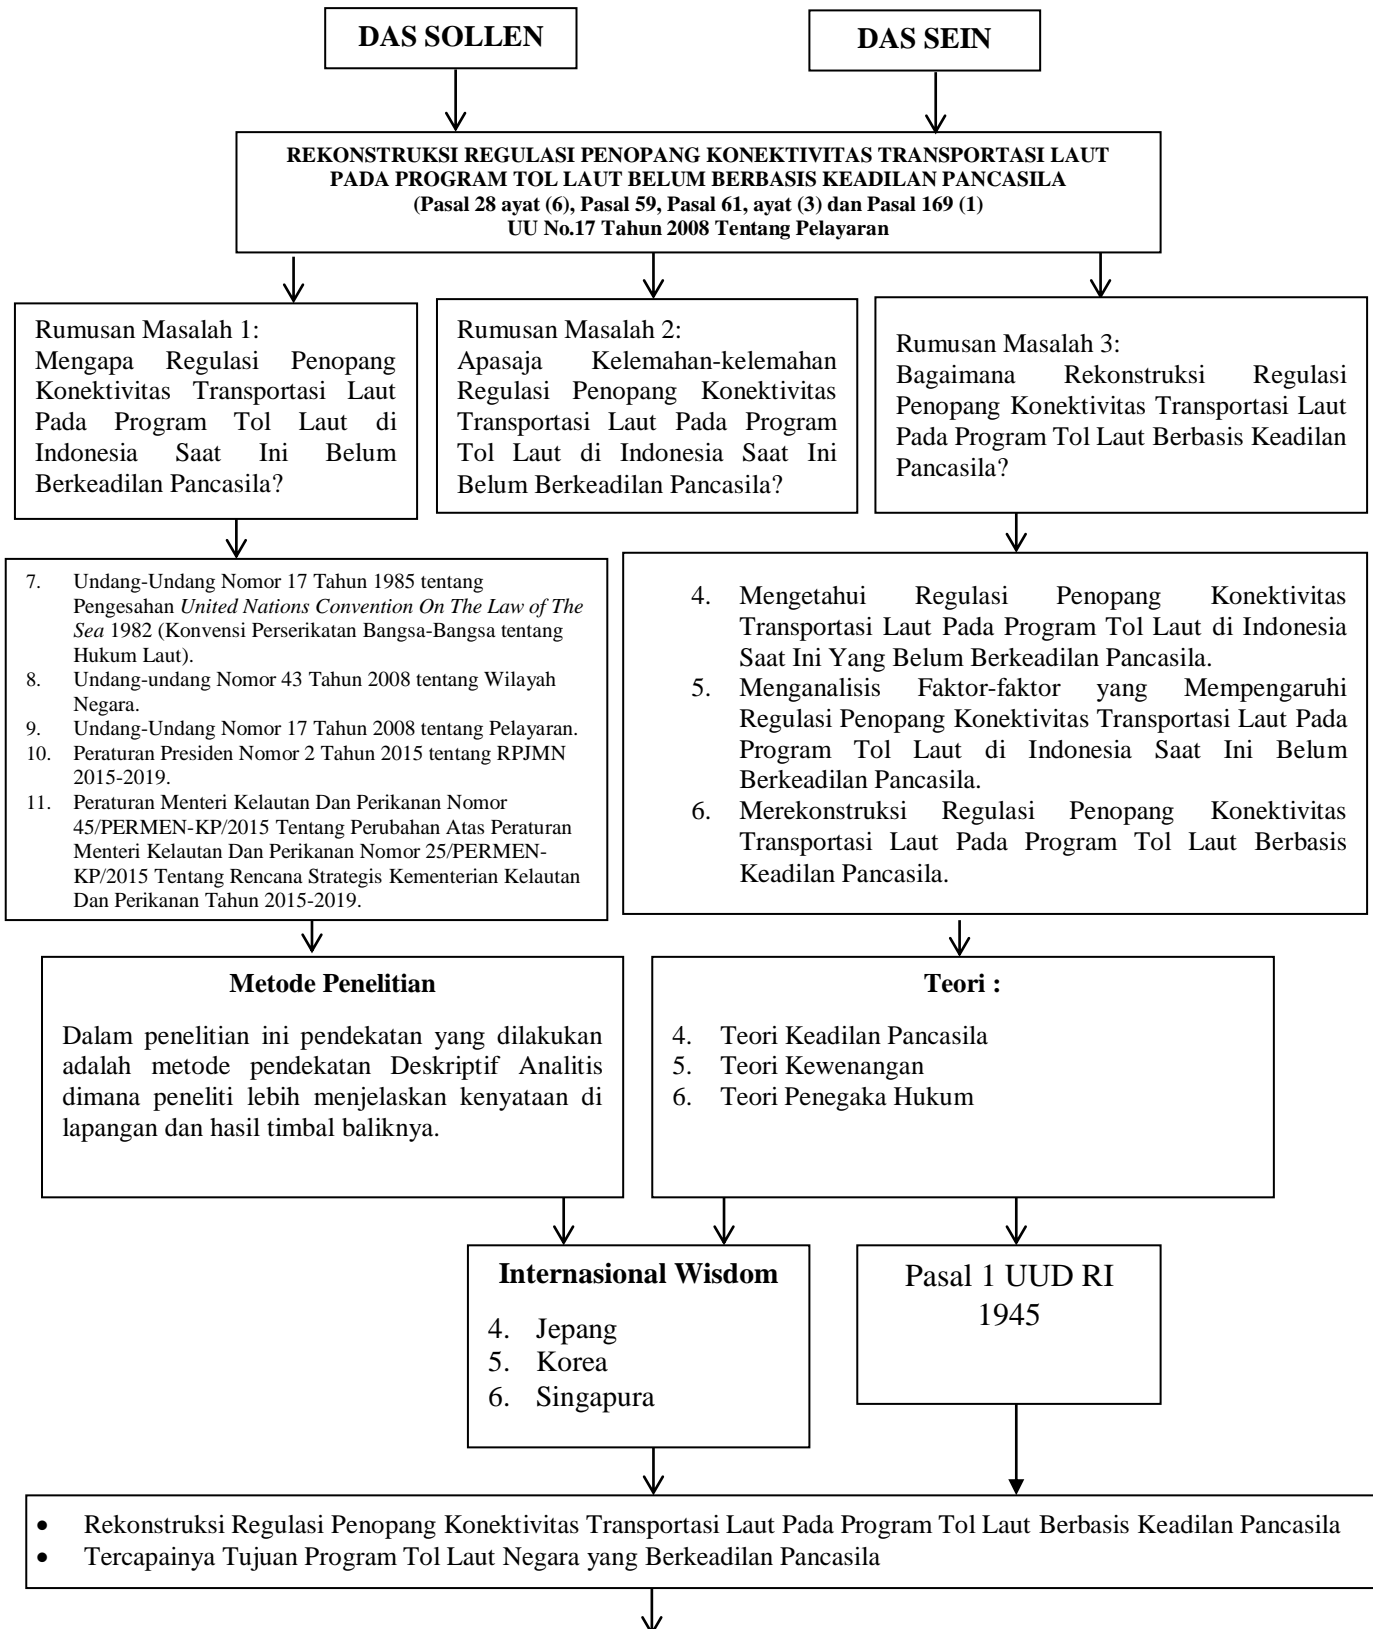 DAS SOLLEN
DAS SEIN
REKONSTRUKSI REGULASI PENOPANG KONEKTIVITAS TRANSPORTASI LAUT
PADA PROGRAM TOL LAUT BELUM BERBASIS KEADILAN PANCASILA
(Pasal 28 ayat (6), Pasal 59, Pasal 61, ayat (3) dan Pasal 169 (1)
UU No.17 Tahun 2008 Tentang Pelayaran
Rumusan Masalah 1:
Mengapa Regulasi Penopang
Konektivitas Transportasi Laut
Pada Program Tol Laut di
Indonesia Saat Ini Belum
Berkeadilan Pancasila?
Rumusan Masalah 2:
Apasaja Kelemahan-kelemahan
Regulasi Penopang Konektivitas
Transportasi Laut Pada Program
Tol Laut di Indonesia Saat Ini
Belum Berkeadilan Pancasila?
Rumusan Masalah 3:
Bagaimana Rekonstruksi Regulasi
Penopang Konektivitas Transportasi Laut
Pada Program Tol Laut Berbasis Keadilan
Pancasila?
7. Undang-Undang Nomor 17 Tahun 1985 tentang
Pengesahan United Nations Convention On The Law of The
Sea 1982 (Konvensi Perserikatan Bangsa-Bangsa tentang
Hukum Laut).
8. Undang-undang Nomor 43 Tahun 2008 tentang Wilayah
Negara.
9. Undang-Undang Nomor 17 Tahun 2008 tentang Pelayaran.
10. Peraturan Presiden Nomor 2 Tahun 2015 tentang RPJMN
2015-2019.
11. Peraturan Menteri Kelautan Dan Perikanan Nomor
45/PERMEN-KP/2015 Tentang Perubahan Atas Peraturan
Menteri Kelautan Dan Perikanan Nomor 25/PERMEN-
KP/2015 Tentang Rencana Strategis Kementerian Kelautan
Dan Perikanan Tahun 2015-2019.
4. Mengetahui Regulasi Penopang Konektivitas
Transportasi Laut Pada Program Tol Laut di Indonesia
Saat Ini Yang Belum Berkeadilan Pancasila.
5. Menganalisis Faktor-faktor yang Mempengaruhi
Regulasi Penopang Konektivitas Transportasi Laut Pada
Program Tol Laut di Indonesia Saat Ini Belum
Berkeadilan Pancasila.
6. Merekonstruksi Regulasi Penopang Konektivitas
Transportasi Laut Pada Program Tol Laut Berbasis
Keadilan Pancasila.
Metode Penelitian
Dalam penelitian ini pendekatan yang dilakukan
adalah metode pendekatan Deskriptif Analitis
dimana peneliti lebih menjelaskan kenyataan di
lapangan dan hasil timbal baliknya.
Teori :
4. Teori Keadilan Pancasila
5. Teori Kewenangan
6. Teori Penegaka Hukum
Internasional Wisdom
4. Jepang
5. Korea
6. Singapura
Pasal 1 UUD RI
1945
• Rekonstruksi Regulasi Penopang Konektivitas Transportasi Laut Pada Program Tol Laut Berbasis Keadilan Pancasila
• Tercapainya Tujuan Program Tol Laut Negara yang Berkeadilan Pancasila